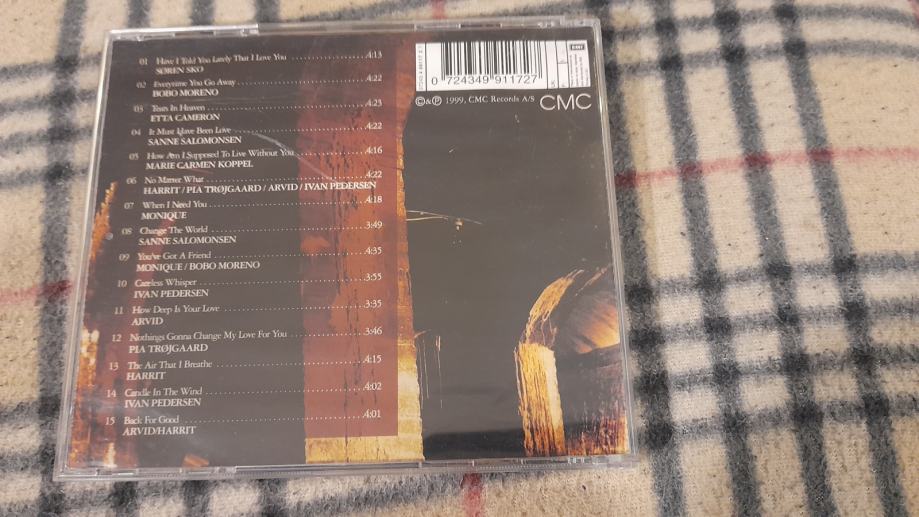 01 Have I Told You Lately That I Love You 4:13
SØREN SKO
02 Everytime You Go Away 4:22
BOBO MORENO
03 Tears In Heaven 4:23
ETTA CAMERON
04 It Must Have Been Love 4:22
SANNE SALOMONSEN
05 How Am I Supposed To Live Without You 4:16
MARIE CARMEN KOPPEL
06 No Matter What 4:22
HARRIT / PIA TRØJGAARD / ARVID / IVAN PEDERSEN
07 When I Need You 4:18
MONIQUE
08 Change The World 3:49
SANNE SALOMONSEN
09 You've Got A Friend 4:35
MONIQUE / BOBO MORENO
10 Careless Whisper 3:55
IVAN PEDERSEN
11 How Deep Is Your Love 3:35
ARVID
12 Nothings Gonna Change My Love For You 3:46
PIA TRØJGAARD
13 The Air That I Breathe 4:15
HARRIT
14 Candle In The Wind 4:02
IVAN PEDERSEN
15 Back For Good 4:01
ARVID/HARRIT
0 724349 911727
EMI
©&℗ 1999, CMC Records A/S CMC